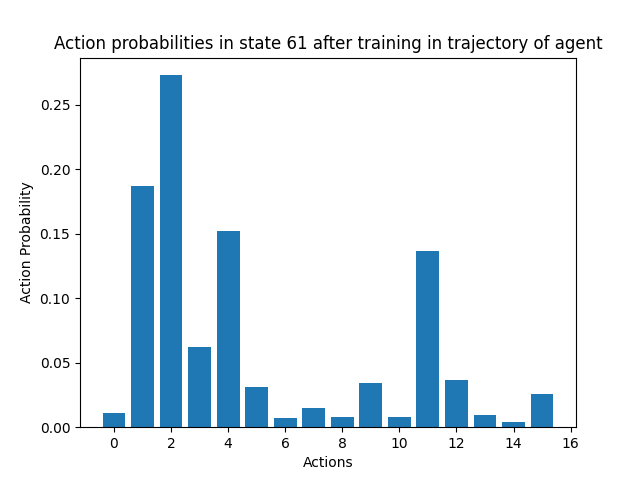 Action probabilities in state 61 after training in trajectory of agent
0.25
0.20
0.15
0.10
0.05
0.00
Action Probability
0 2 4 6 8 10 12 14 16
Actions